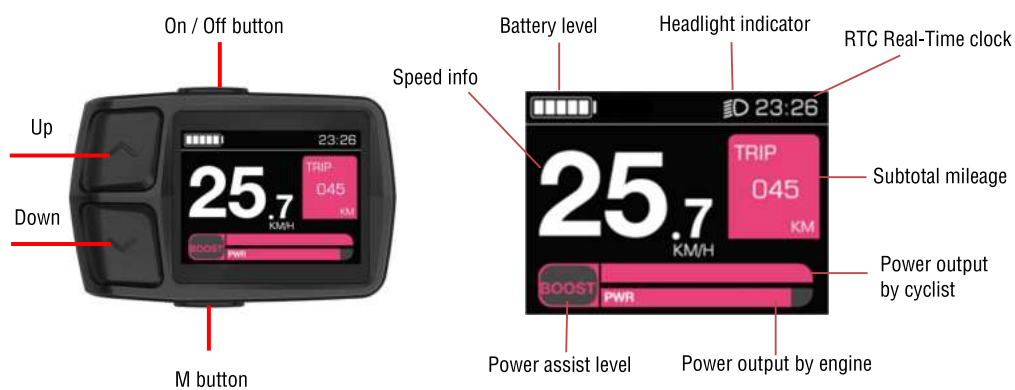 On / Off button
Up
Down
M button
23:26
25.7
KM/H
TRIP
045
KM
BOOST
PWR
Battery level
Headlight indicator
RTC Real-Time clock
Speed info
23:26
25.7
KM/H
TRIP
045
KM
Subtotal mileage
BOOST
PWR
Power output
by cyclist
Power assist level
Power output by engine